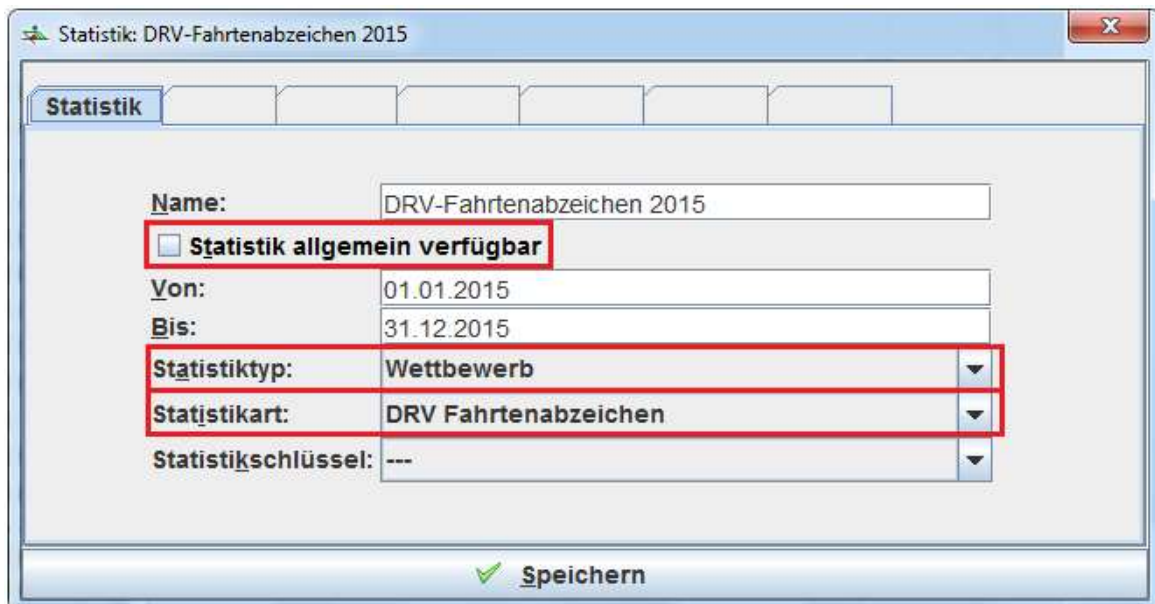 Statistik: DRV-Fahrtenabzeichen 2015
Statistik
Name: DRV-Fahrtenabzeichen 2015
Statistik allgemein verfügbar
Von: 01.01.2015
Bis: 31.12.2015
Statistiktyp: Wettbewerb
Statistikart: DRV Fahrtenabzeichen
Statistikschlüssel: ---
Speichern